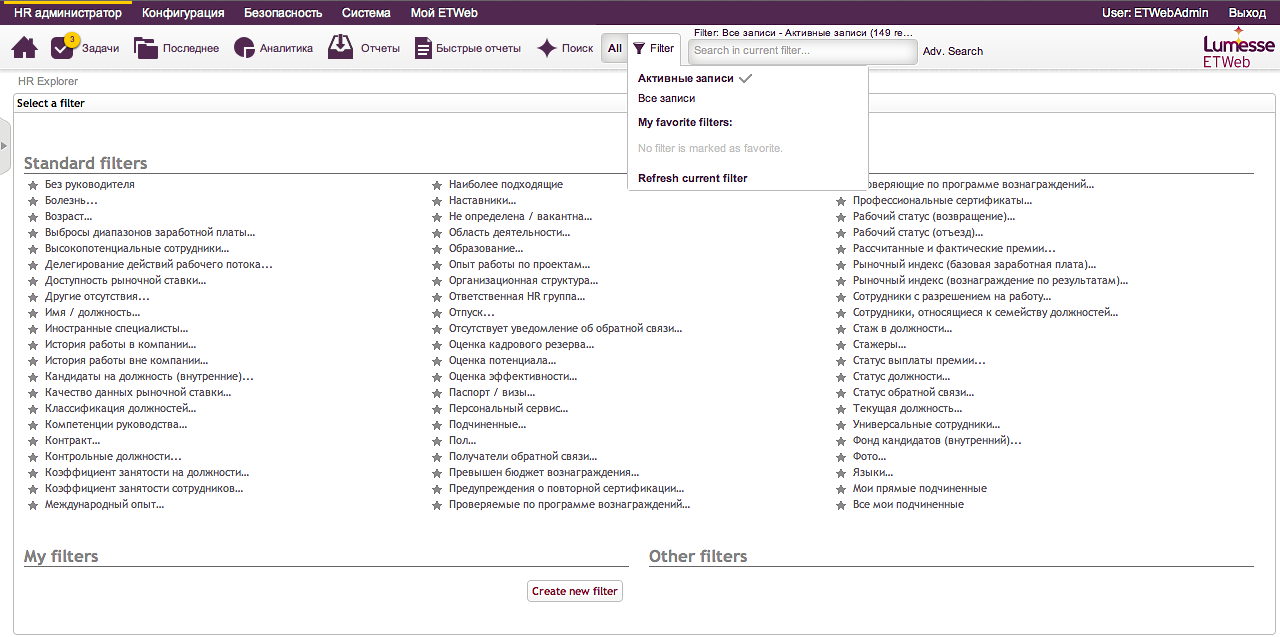 HR администратор Конфигурация Безопасность Система Мой ETWeb User: ETWebAdmin Выход
3 Задачи Последнее Аналитика Отчеты Быстрые отчеты Поиск All Filter
Filter: Все записи - Активные записи (149 re...
Search in current filter... Adv. Search
Lumesse
ETWeb
HR Explorer
Select a filter
Активные записи
Все записи
My favorite filters:
No filter is marked as favorite.
Refresh current filter
Standard filters
Без руководителя
Болезнь...
Возраст...
Выбросы диапазонов заработной платы...
Высокопотенциальные сотрудники...
Делегирование действий рабочего потока...
Доступность рыночной ставки...
Другие отсутствия...
Имя / должность...
Иностранные специалисты...
История работы в компании...
История работы вне компании...
Кандидаты на должность (внутренние)...
Качество данных рыночной ставки...
Классификация должностей...
Компетенции руководства...
Контракт...
Контрольные должности...
Коэффициент занятости на должности...
Коэффициент занятости сотрудников...
Международный опыт...
Наиболее подходящие
Наставники...
Не определена / вакантна...
Область деятельности...
Образование...
Опыт работы по проектам...
Организационная структура...
Ответственная HR группа...
Отпуск...
Отсутствует уведомление об обратной связи...
Оценка кадрового резерва...
Оценка потенциала...
Оценка эффективности...
Паспорт / визы...
Персональный сервис...
Подчиненные...
Пол...
Получатели обратной связи...
Превышен бюджет вознаграждения...
Предупреждения о повторной сертификации...
Проверяемые по программе вознаграждений...
оверяющие по программе вознаграждений...
Профессиональные сертификаты...
Рабочий статус (возвращение)...
Рабочий статус (отъезд)...
Рассчитанные и фактические премии...
Рыночный индекс (базовая заработная плата)...
Рыночный индекс (вознаграждение по результатам)...
Сотрудники с разрешением на работу...
Сотрудники, относящиеся к семейству должностей...
Стаж в должности...
Стажеры...
Статус выплаты премии...
Статус должности...
Статус обратной связи...
Текущая должность...
Универсальные сотрудники...
Фонд кандидатов (внутренний)...
Фото...
Языки...
Мои прямые подчиненные
Все мои подчиненные
My filters
Other filters
Create new filter